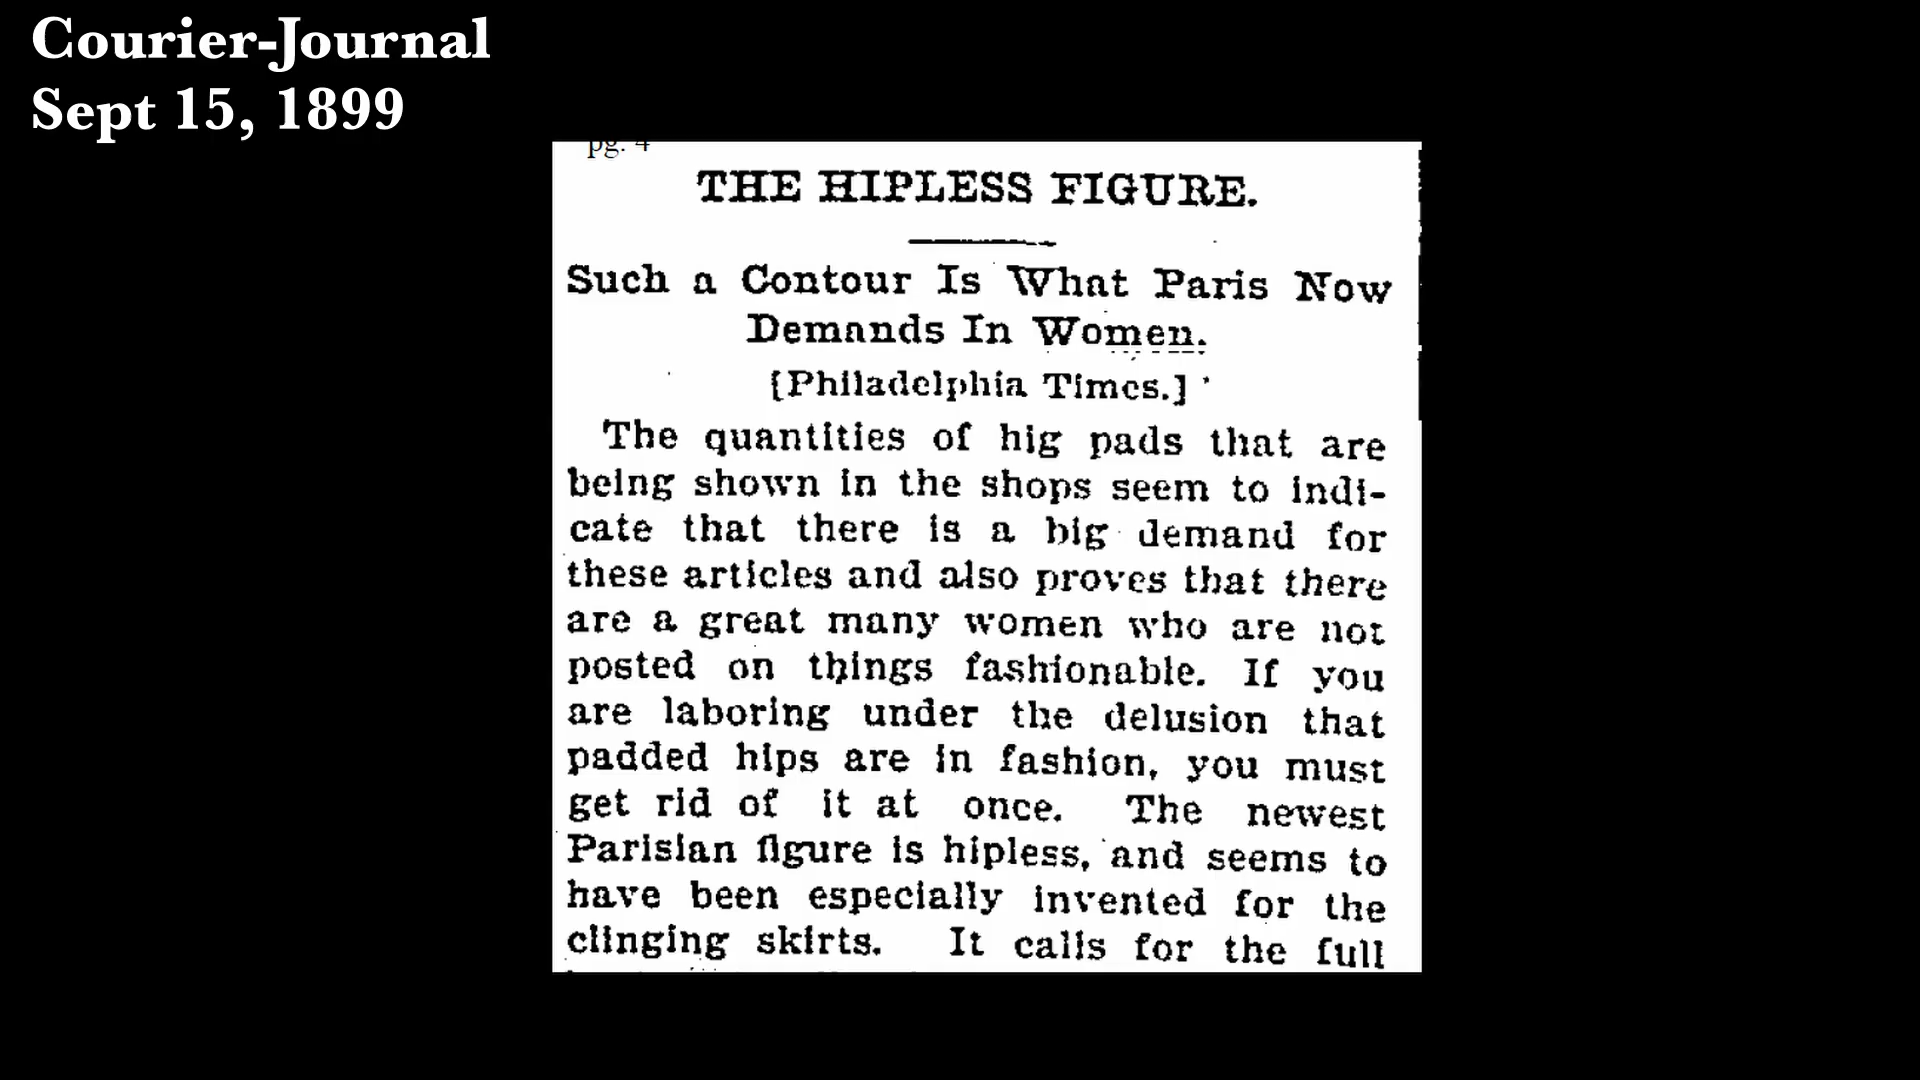 Courier-Journal
Sept 15, 1899
pg. 4
THE HIPLESS FIGURE.
Such a Contour Is What Paris Now
Demands In Women.
[Philadelphia Times.]
The quantities of hig pads that are
being shown in the shops seem to indi-
cate that there is a big demand for
these articles and also proves that there
are a great many women who are not
posted on things fashionable. If you
are laboring under the delusion that
padded hips are in fashion, you must
get rid of it at once. The newest
Parisian figure is hipless, and seems to
have been especially invented for the
clinging skirts. It calls for the full